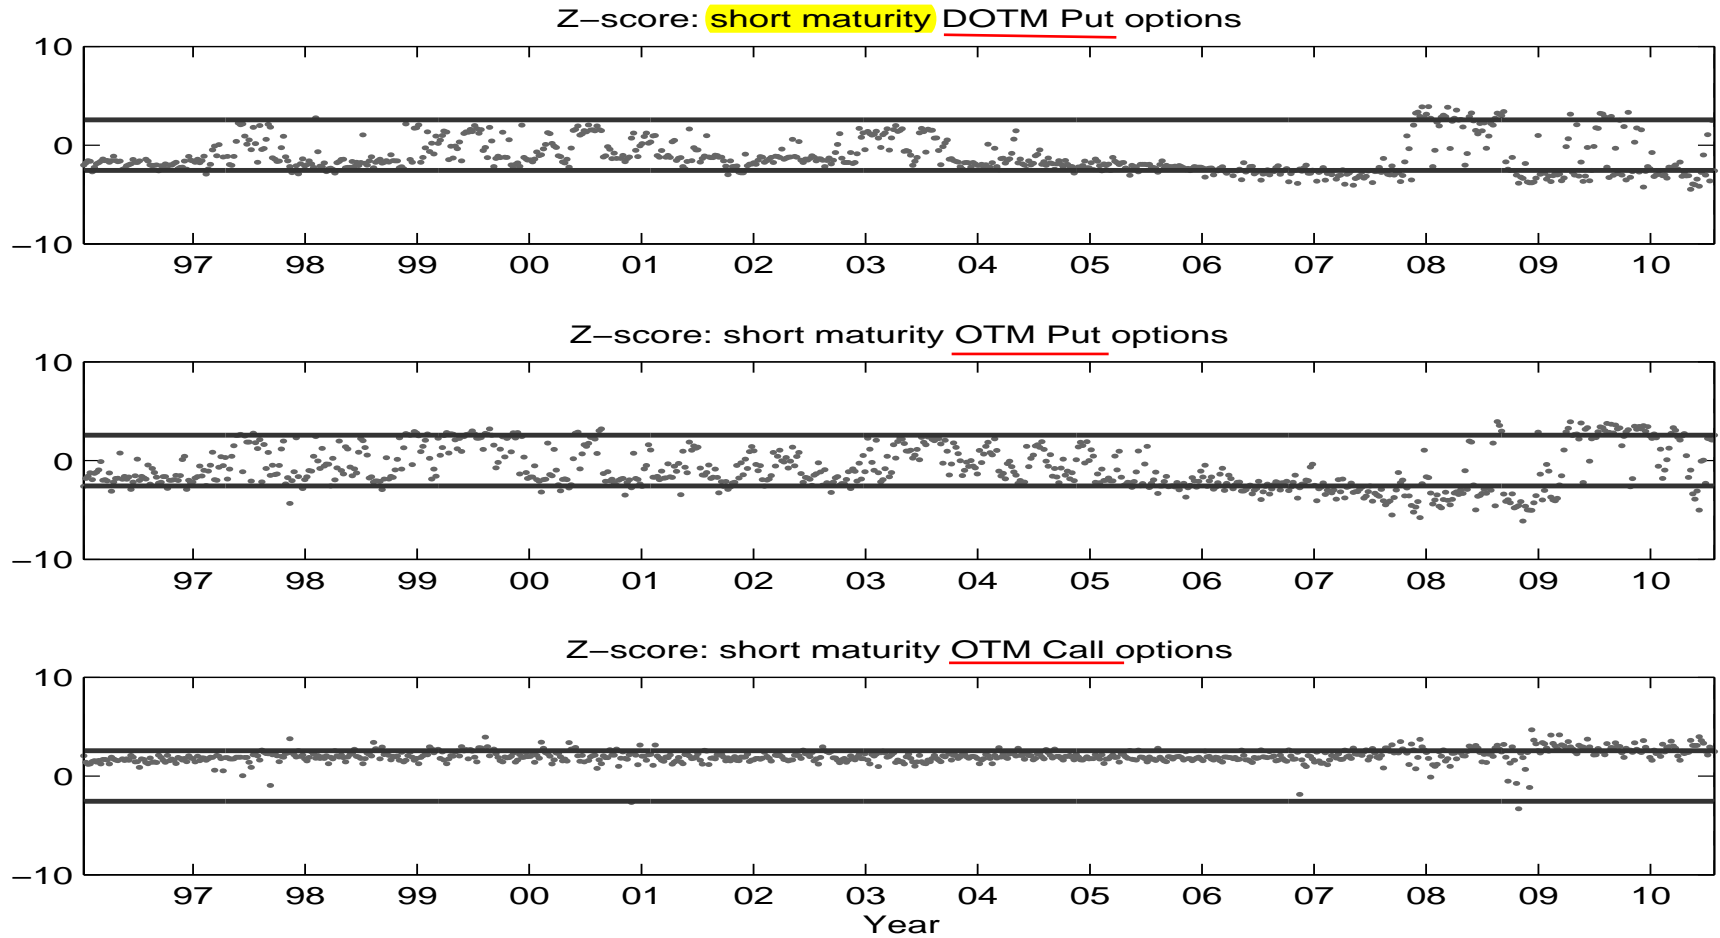 Z−score: short maturity DOTM Put options
10
0
−10
97 98 99 00 01 02 03 04 05 06 07 08 09 10
Z−score: short maturity OTM Put options
10
0
−10
97 98 99 00 01 02 03 04 05 06 07 08 09 10
Z−score: short maturity OTM Call options
10
0
−10
97 98 99 00 01 02 03 04 05 06 07 08 09 10
Year